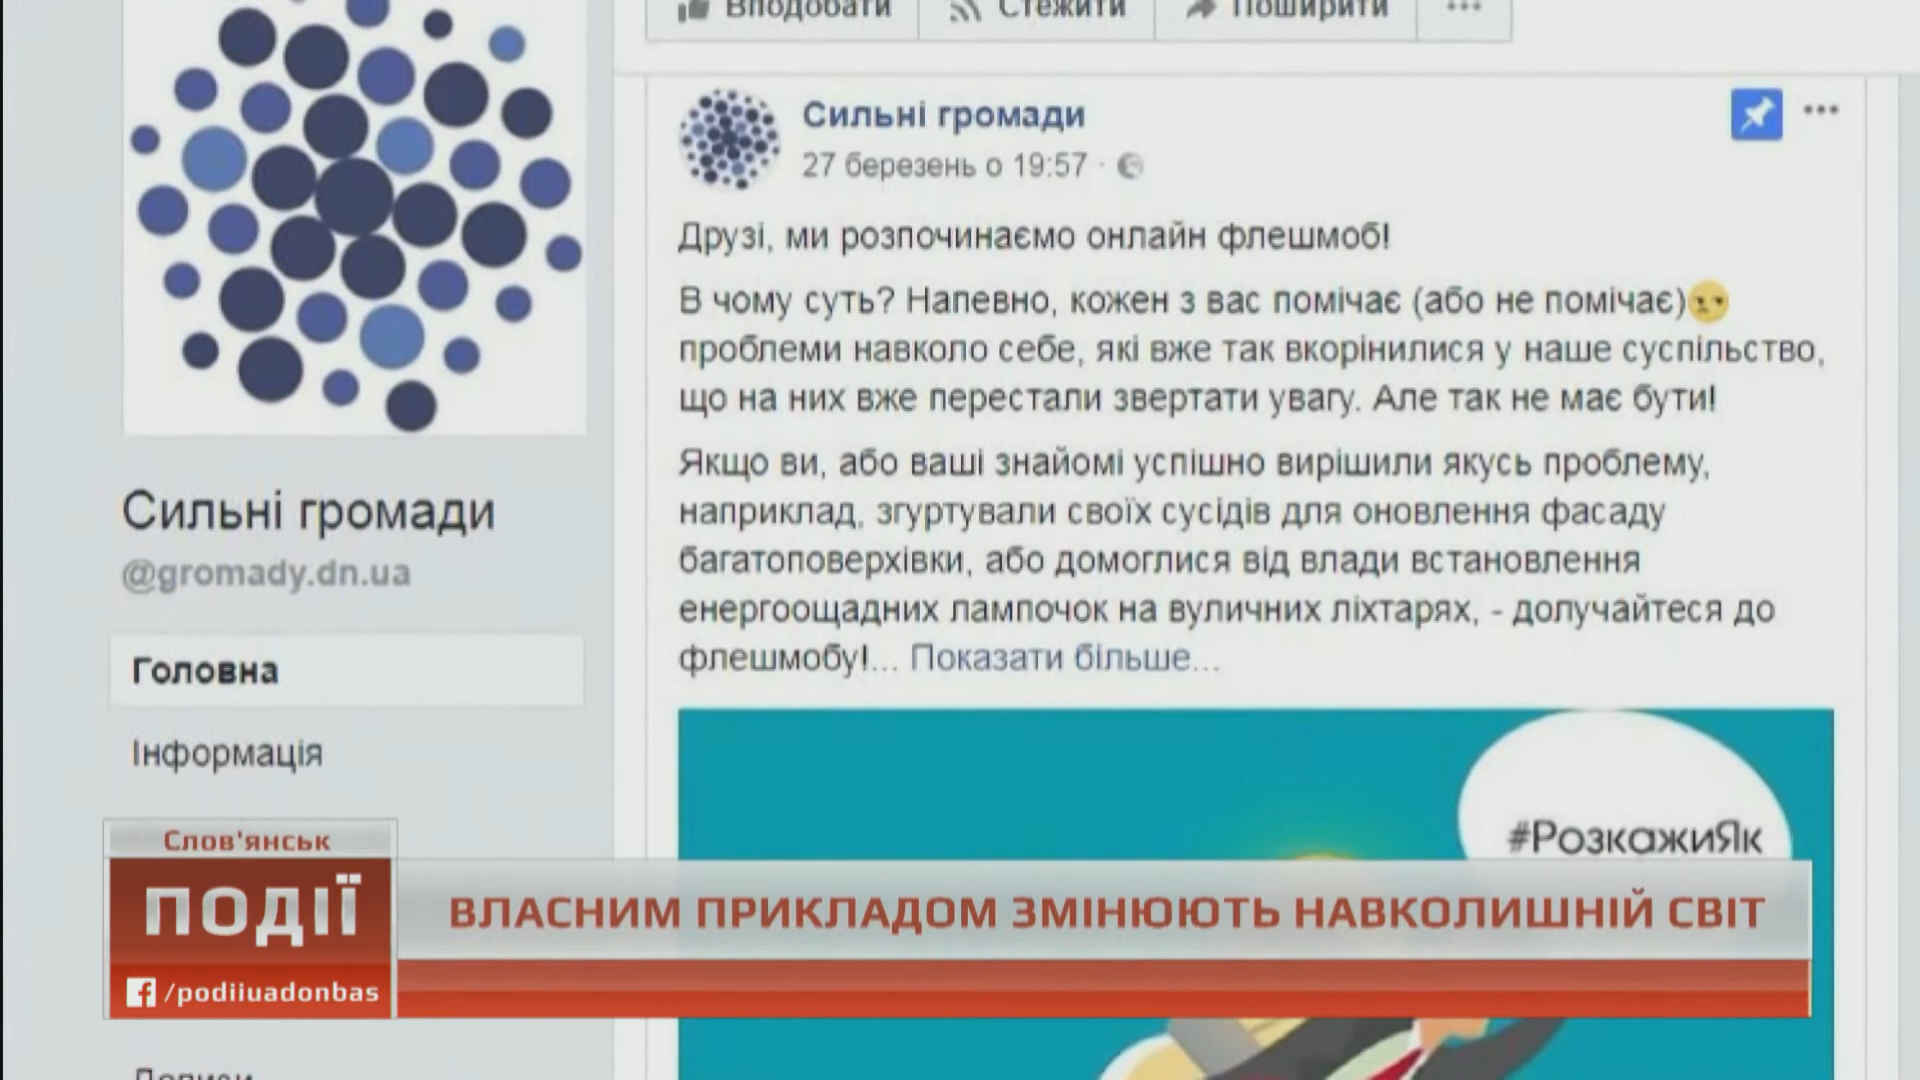 Вподобати
Стежити
Поширити
Сильні громади
27 березень о 19:57
Друзі, ми розпочинаємо онлайн флешмоб!
В чому суть? Напевно, кожен з вас помічає (або не помічає)
проблеми навколо себе, які вже так вкорінилися у наше суспільство,
що на них вже перестали звертати увагу. Але так не має бути!
Якщо ви, або ваші знайомі успішно вирішили якусь проблему,
наприклад, згуртували своїх сусідів для оновлення фасаду
багатоповерхівки, або домоглися від влади встановлення
енергоощадних лампочок на вуличних ліхтарях, - долучайтеся до
флешмобу!... Показати більше...
Сильні громади
@gromady.dn.ua
Головна
Інформація
#РозкажиЯк
Слов'янськ
ПОДІЇ
/podiiuadonbas
ВЛАСНИМ ПРИКЛАДОМ ЗМІНЮЮТЬ НАВКОЛИШНІЙ СВІТ
Дописи